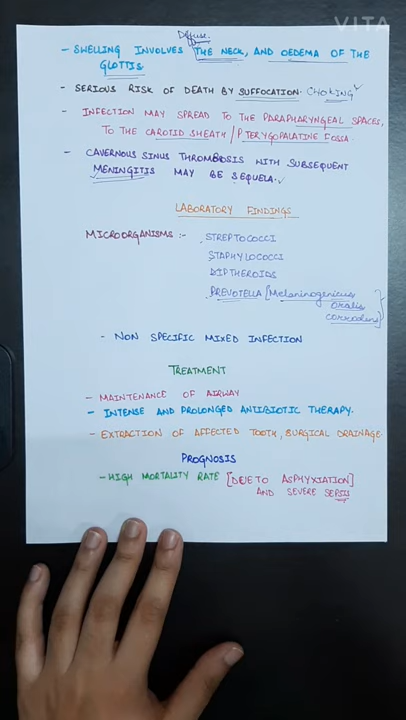 VITA
Diffuse
- SWELLING INVOLVES THE NECK, AND OEDEMA OF THE
GLOTTIS.
- SERIOUS RISK OF DEATH BY SUFFOCATION. CHOKING
- INFECTION MAY SPREAD TO THE PARAPHARYNGEAL SPACES,
TO THE CAROTID SHEATH / PTERYGOPALATINE FOSSA.
- CAVERNOUS SINUS THROMBOSIS WITH SUBSEQUENT
MENINGITIS MAY BE SEQUELA.
LABORATORY FINDINGS
MICROORGANISMS :- STREPTOCOCCI
STAPHYLOCOCCI
DIPTHEROIDS
PREVOTELLA [Melaninogenicus
oralis
corrodens]
- NON SPECIFIC MIXED INFECTION
TREATMENT
- MAINTENANCE OF AIRWAY
- INTENSE AND PROLONGED ANTIBIOTIC THERAPY.
- EXTRACTION OF AFFECTED TOOTH, SURGICAL DRAINAGE.
PROGNOSIS
- HIGH MORTALITY RATE [DUE TO ASPHYXIATION]
AND SEVERE SEPSIS